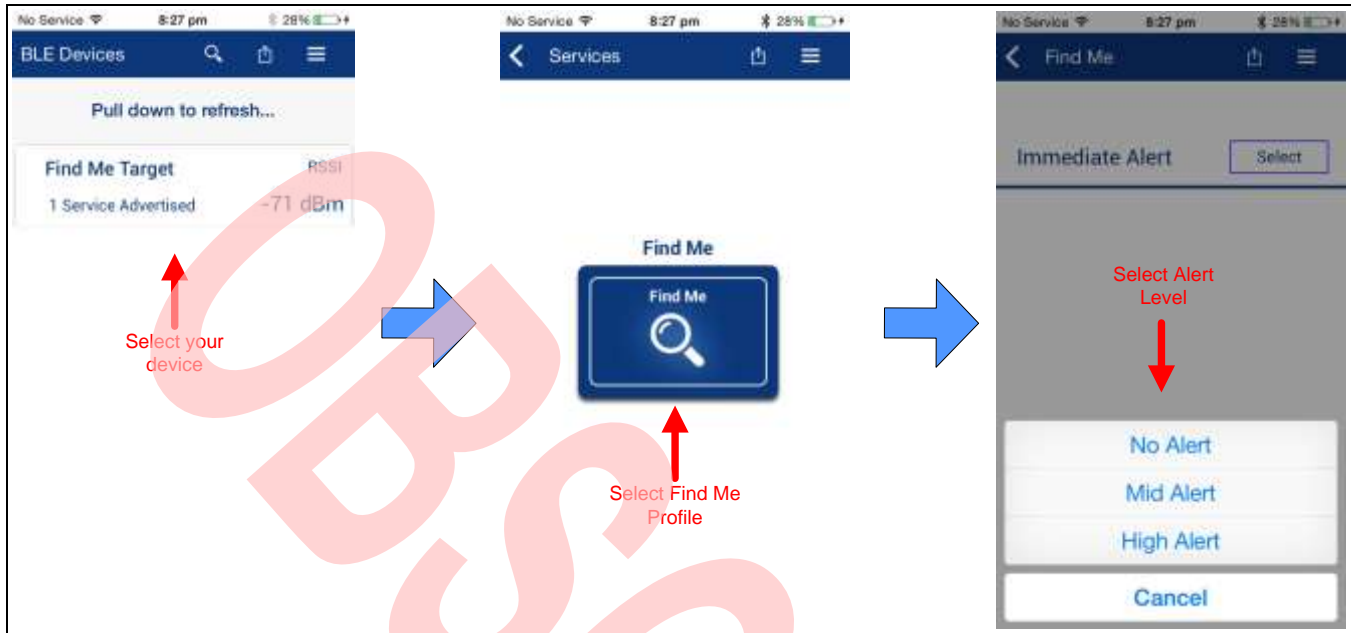 No Service 8:27 pm 28%
BLE Devices
Pull down to refresh...
Find Me Target RSSI
1 Service Advertised -71 dBm
Select your
device
No Service 8:27 pm 28%
Services
Find Me
Find Me
Select Find Me
Profile
No Service 8:27 pm 28%
Find Me
Immediate Alert Select
Select Alert
Level
No Alert
Mid Alert
High Alert
Cancel
OBSO